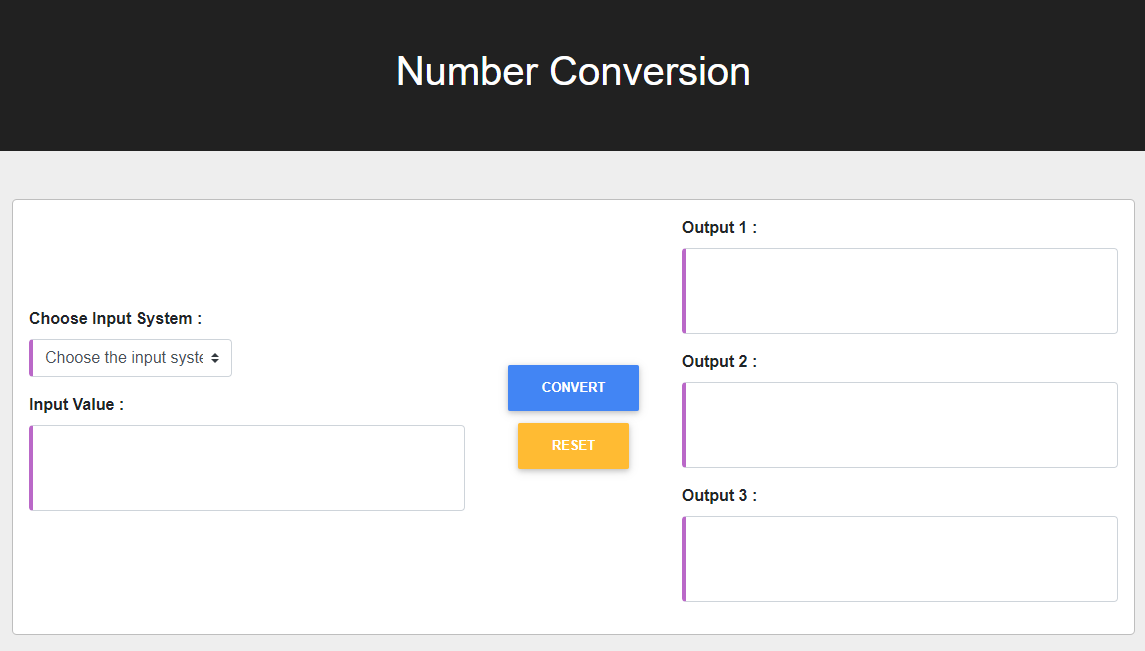 Number Conversion
Choose Input System :
Choose the input syste
Input Value :
CONVERT
RESET
Output 1 :
Output 2 :
Output 3 :